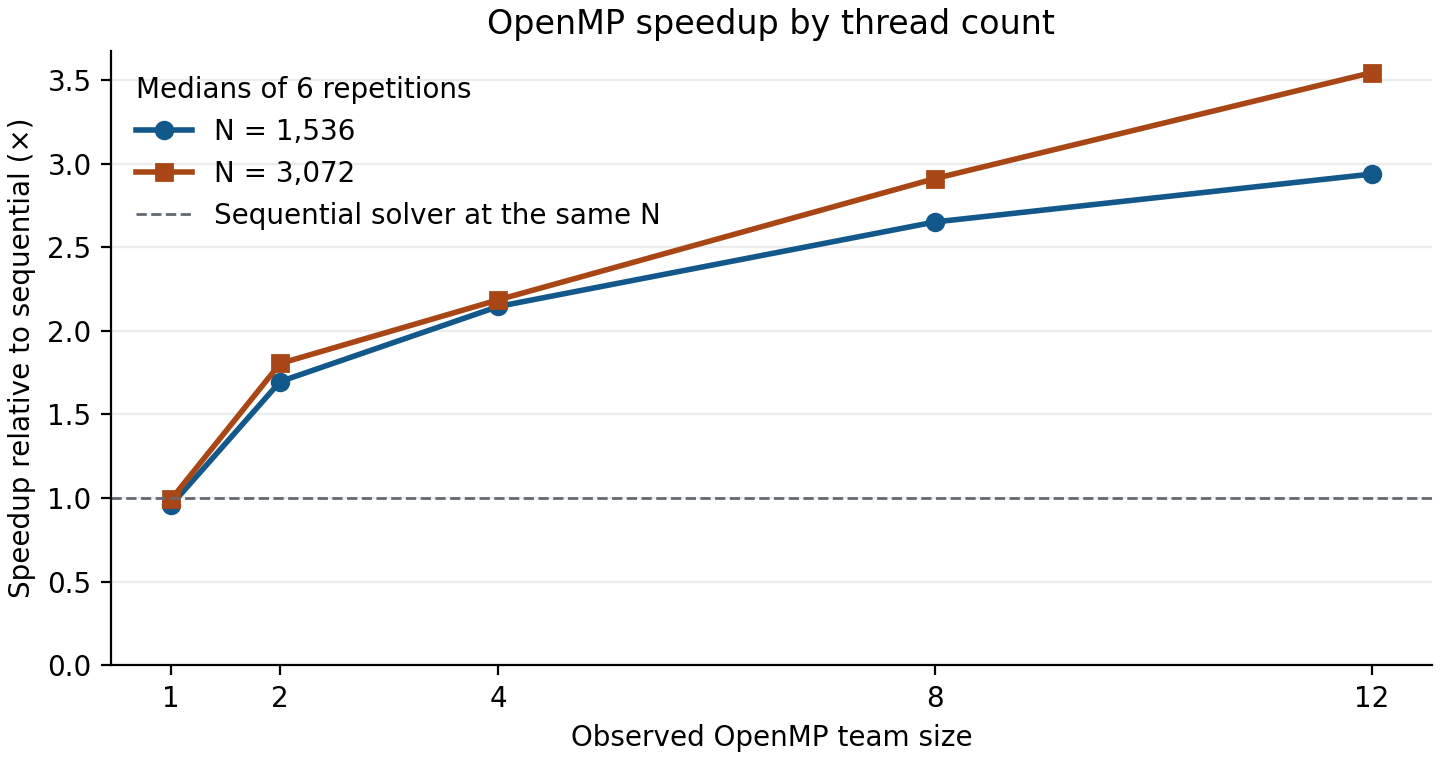 OpenMP speedup by thread count
Medians of 6 repetitions
N = 1,536
N = 3,072
Sequential solver at the same N
Speedup relative to sequential (×)
3.5
3.0
2.5
2.0
1.5
1.0
0.5
0.0
1 2 4 8 12
Observed OpenMP team size